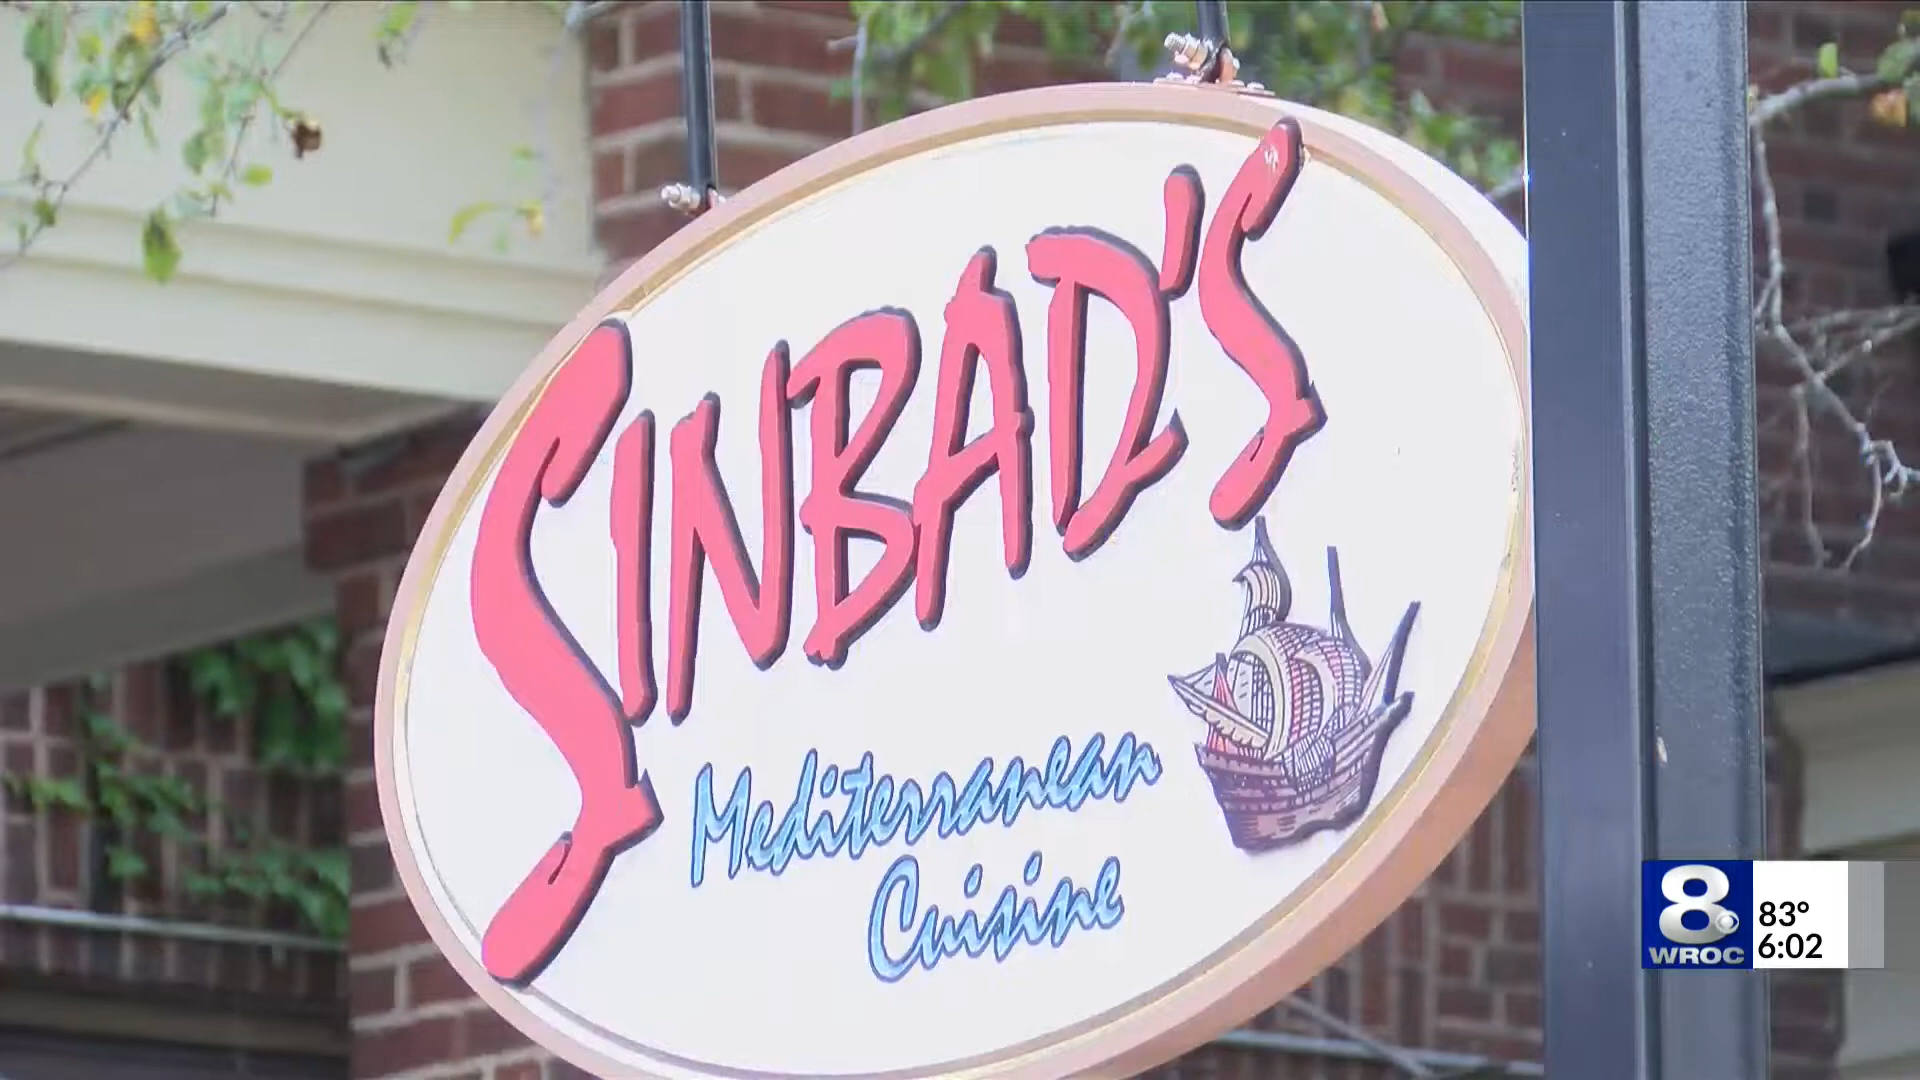 SINBAD'S
Mediterranean
Cuisine
8
WROC
83°
6:02